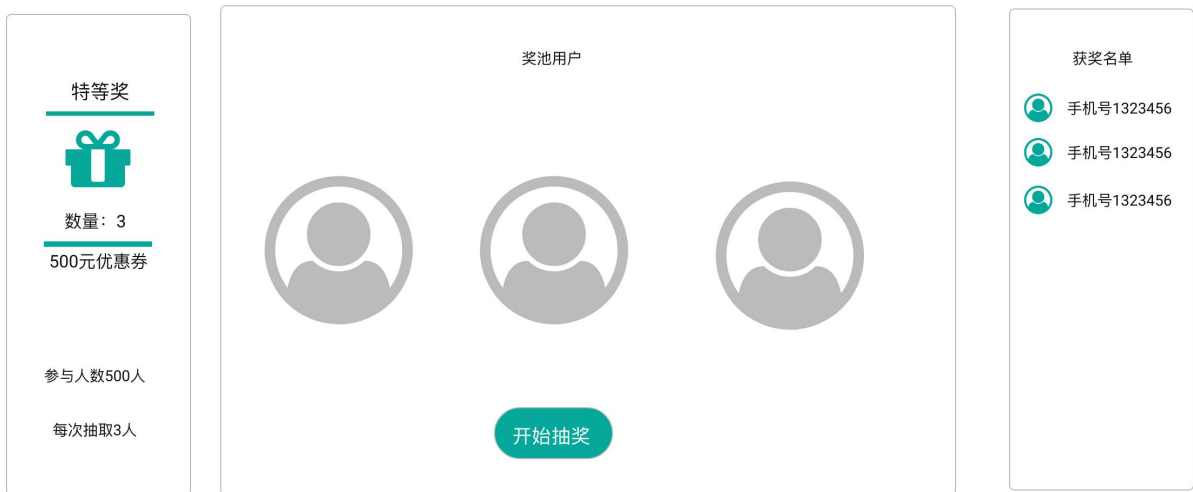 特等奖
数量：3
500元优惠券
参与人数500人
每次抽取3人
奖池用户
开始抽奖
获奖名单
手机号1323456
手机号1323456
手机号1323456